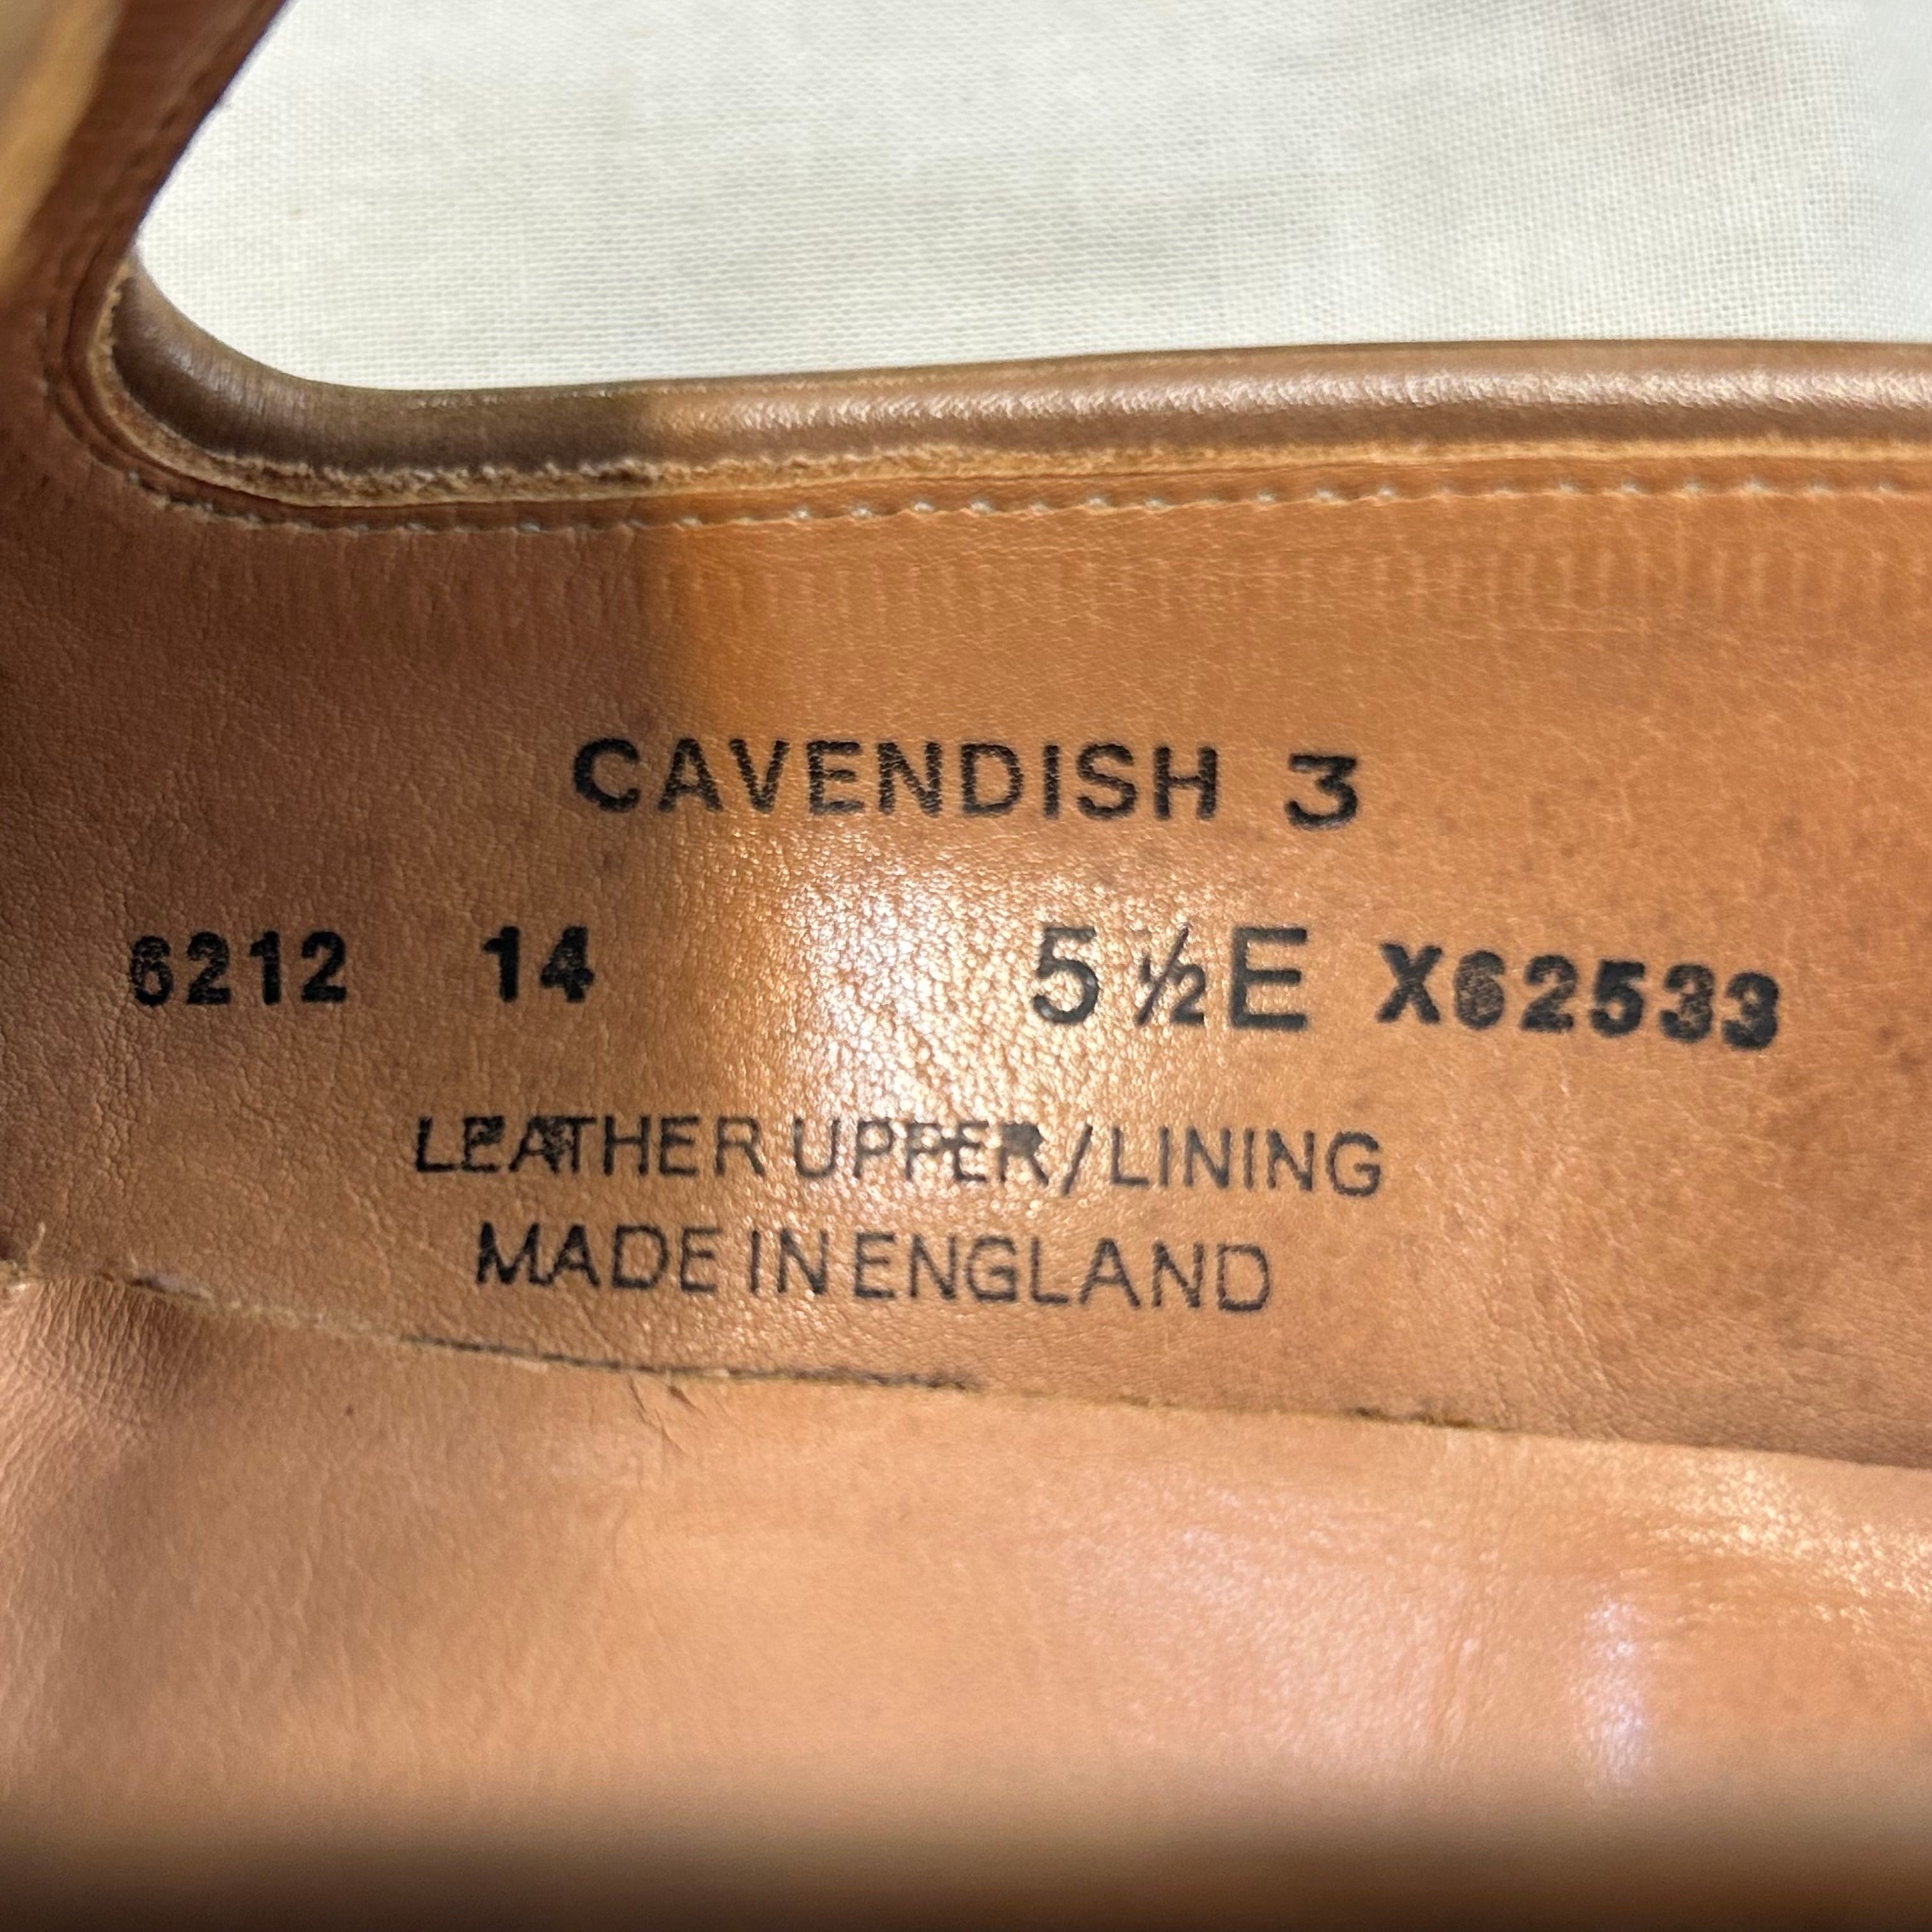 CAVENDISH 3
6212 14 5½E X62533
LEATHER UPPER/LINING
MADE IN ENGLAND